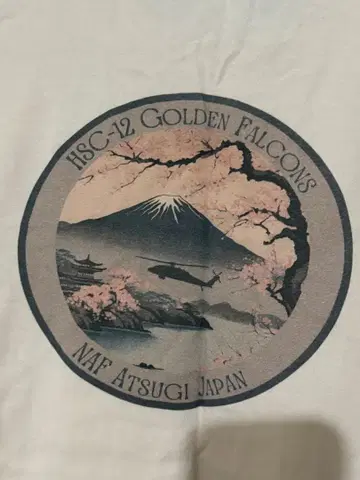 HSC-12 GOLDEN FALCONS
NAF ATSUGI JAPAN